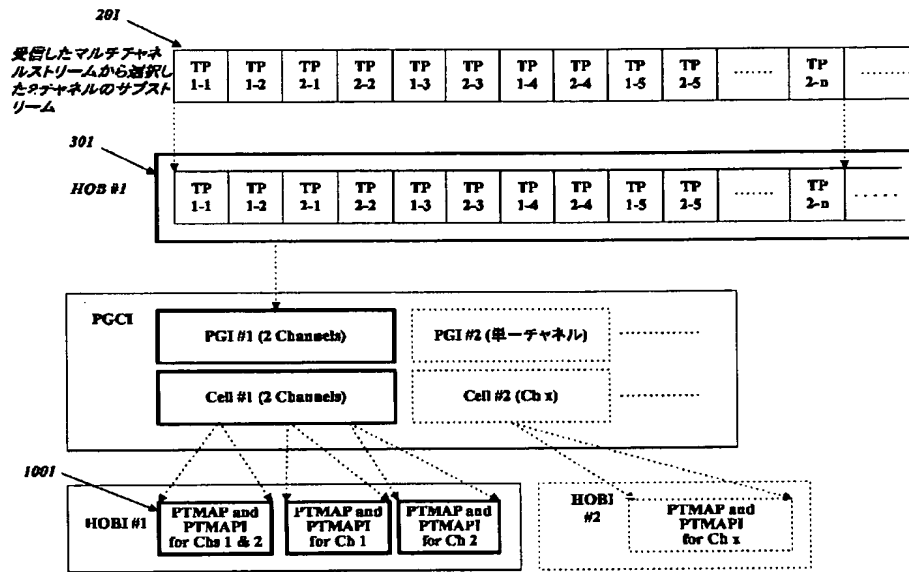 201
受信したマルチチャネ
ルストリームから選択し
た2チャネルのサブスト
リーム
TP 1-1 TP 1-2 TP 2-1 TP 2-2 TP 1-3 TP 2-3 TP 1-4 TP 2-4 TP 1-5 TP 2-5 ........ TP 2-n ........
301
HOB #1
TP 1-1 TP 1-2 TP 2-1 TP 2-2 TP 1-3 TP 2-3 TP 1-4 TP 2-4 TP 1-5 TP 2-5 ........ TP 2-n ......
PGCI
PGI #1 (2 Channels)
PGI #2 (単一チャネル)
Cell #1 (2 Channels)
Cell #2 (Ch x)
1001
HOBI #1
PTMAP and
PTMAPI
for Chs 1 & 2
PTMAP and
PTMAPI
for Ch 1
PTMAP and
PTMAPI
for Ch 2
HOBI
#2
PTMAP and
PTMAPI
for Ch x